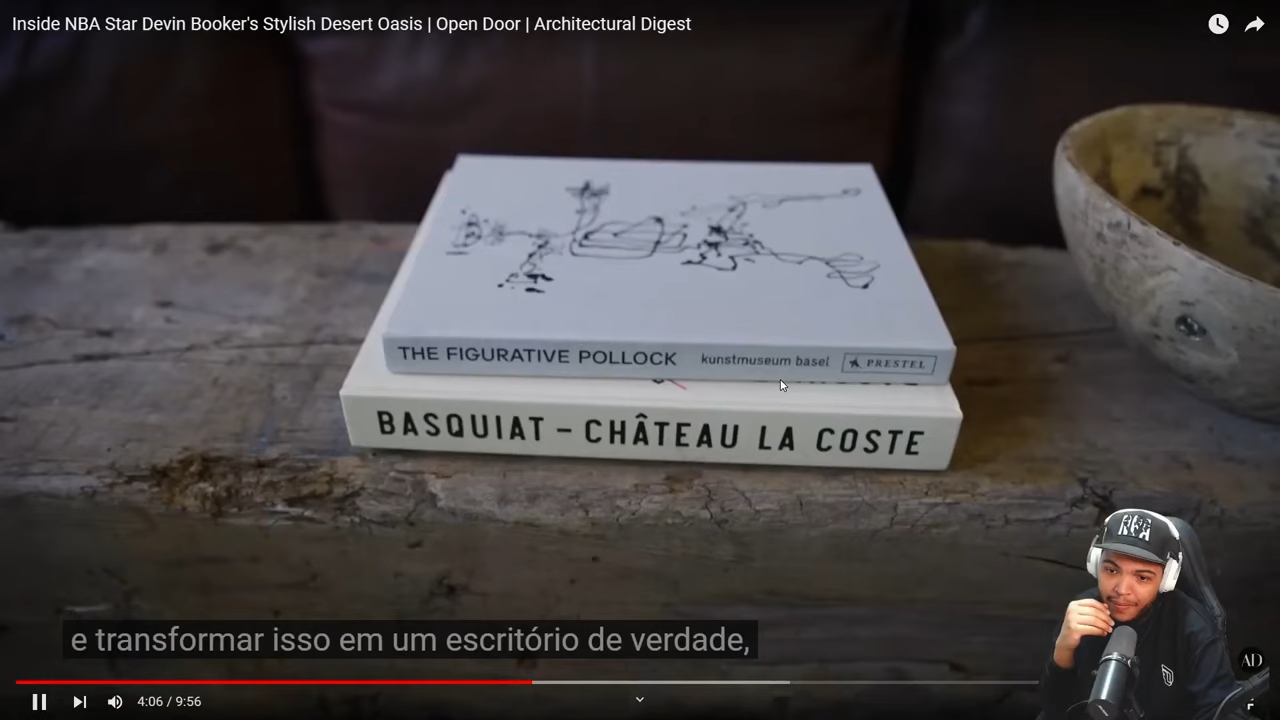 Inside NBA Star Devin Booker's Stylish Desert Oasis | Open Door | Architectural Digest
THE FIGURATIVE POLLOCK kunstmuseum basel PRESTEL
BASQUIAT – CHÂTEAU LA COSTE
e transformar isso em um escritório de verdade,
AD
4:06 / 9:56